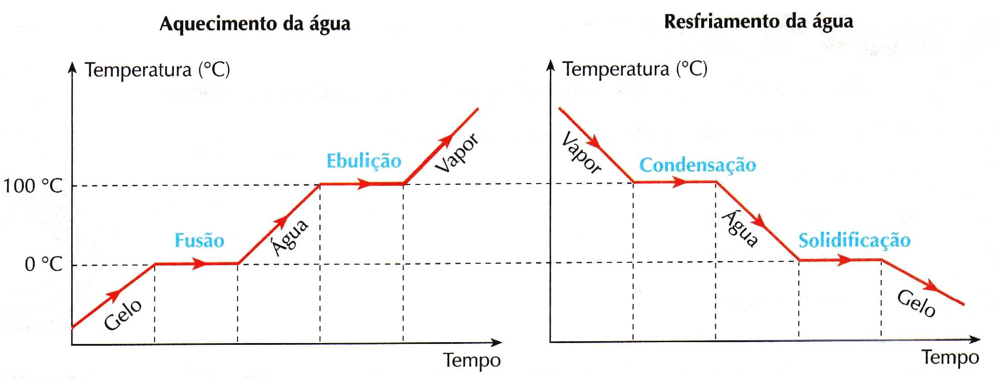 Aquecimento da água
Temperatura (°C)
100 °C
0 °C
Gelo
Fusão
Água
Ebulição
Vapor
Tempo
Resfriamento da água
Temperatura (°C)
Vapor
Condensação
Água
Solidificação
Gelo
Tempo